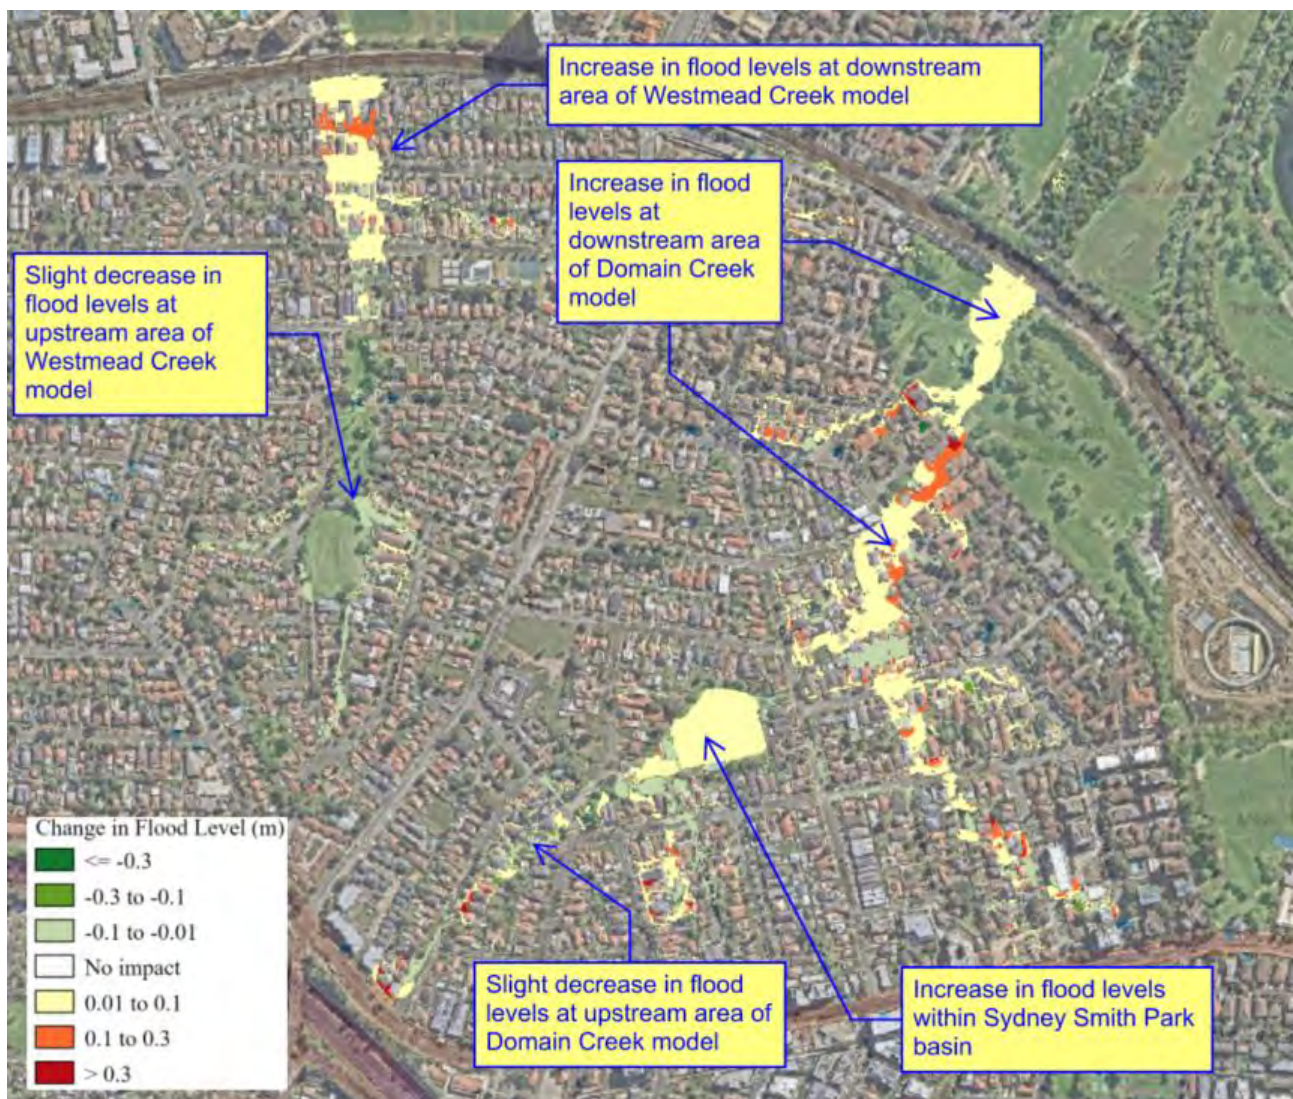 Increase in flood levels at downstream
area of Westmead Creek model
Increase in flood
levels at
downstream area
of Domain Creek
model
Slight decrease in
flood levels at
upstream area of
Westmead Creek
model
Change in Flood Level (m)
<= -0.3
-0.3 to -0.1
-0.1 to -0.01
No impact
0.01 to 0.1
0.1 to 0.3
> 0.3
Slight decrease in flood
levels at upstream area of
Domain Creek model
Increase in flood levels
within Sydney Smith Park
basin